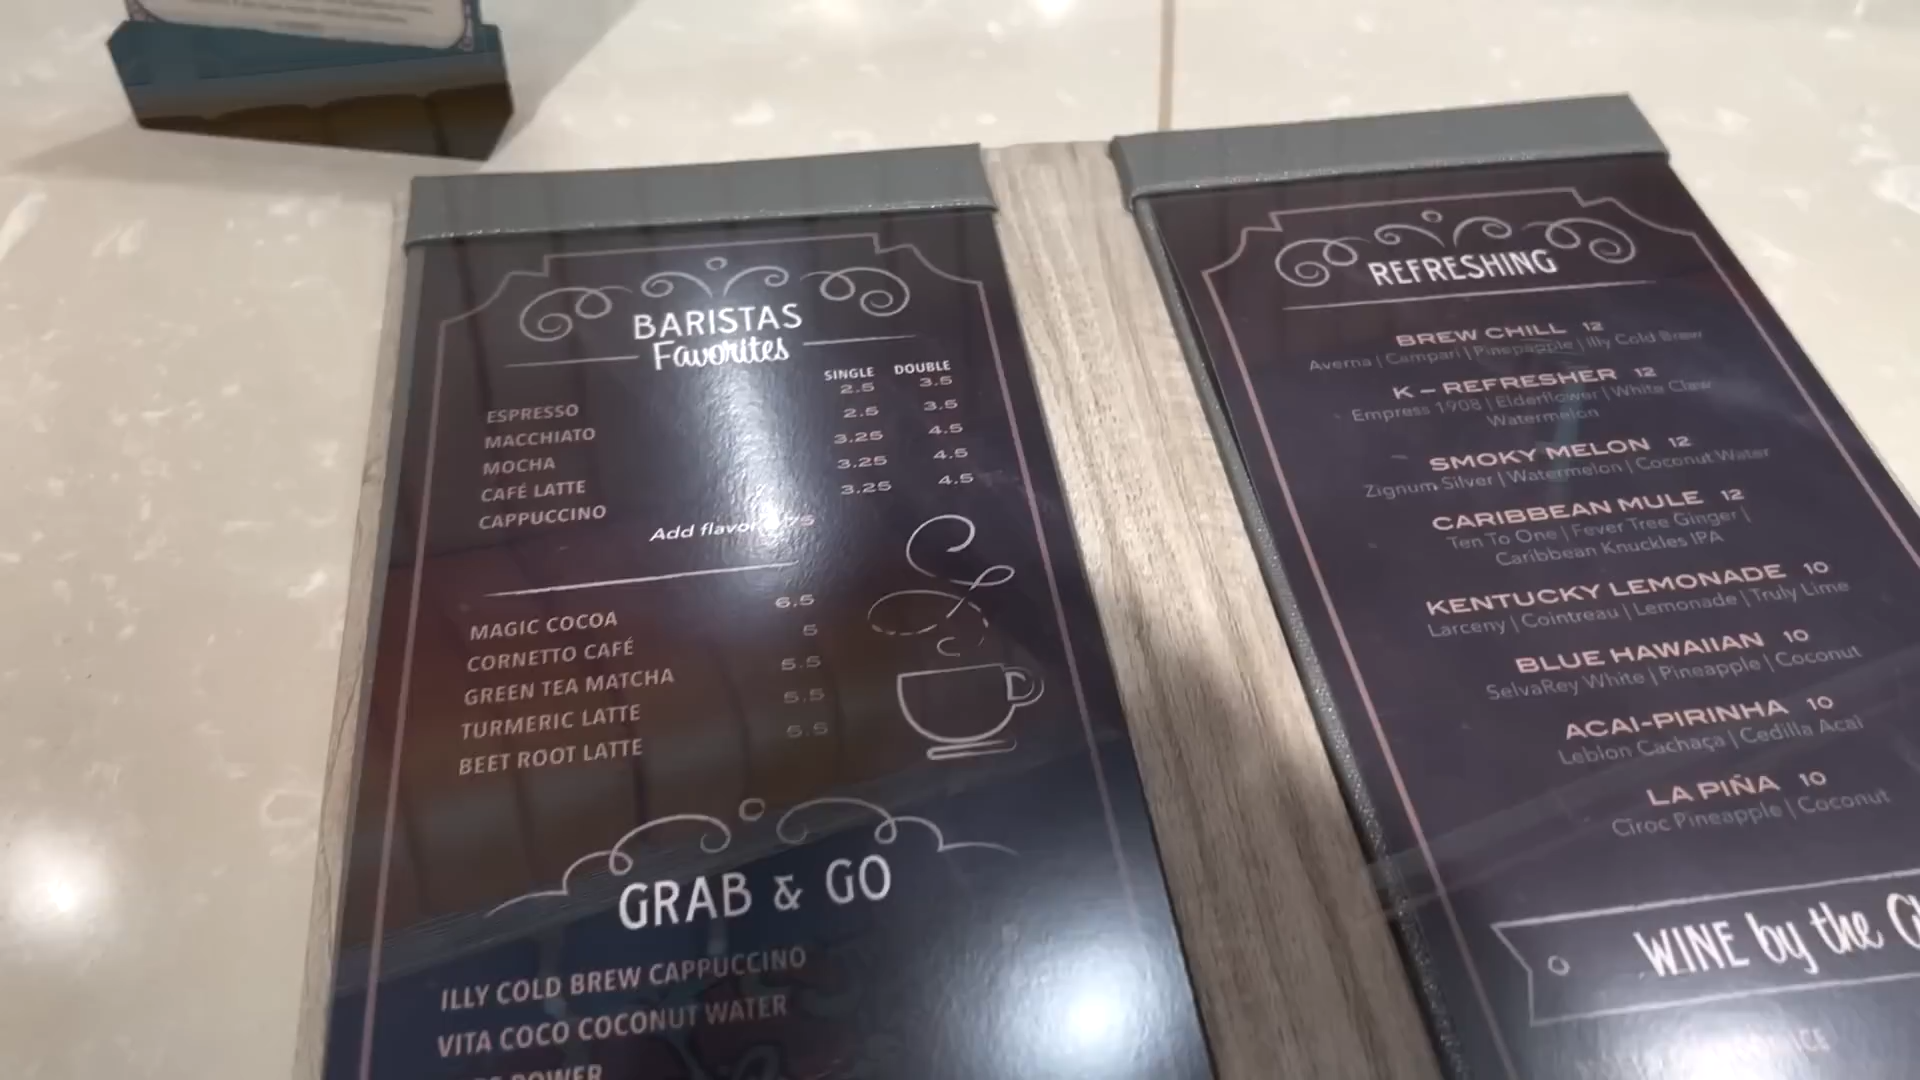 BARISTAS
Favorites
SINGLE DOUBLE
ESPRESSO 2.5 3.5
MACCHIATO 2.5 3.5
MOCHA 3.25 4.5
CAFÉ LATTE 3.25 4.5
CAPPUCCINO 3.25 4.5
Add flavor
MAGIC COCOA 6.5
CORNETTO CAFÉ 5
GREEN TEA MATCHA 5.5
TURMERIC LATTE 5.5
BEET ROOT LATTE 5.5
GRAB & GO
ILLY COLD BREW CAPPUCCINO
VITA COCO COCONUT WATER
POWER
REFRESHING
BREW CHILL 12
Averna | Campari | Pinepapple | illy Cold Brew
K – REFRESHER 12
Empress 1908 | Elderflower | White Claw
Watermelon
SMOKY MELON 12
Zignum Silver | Watermelon | Coconut Water
CARIBBEAN MULE 12
Ten To One | Fever Tree Ginger |
Caribbean Knuckles IPA
KENTUCKY LEMONADE 10
Larceny | Cointreau | Lemonade | Truly Lime
BLUE HAWAIIAN 10
SelvaRey White | Pineapple | Coconut
ACAI-PIRINHA 10
Leblon Cachaça | Cedilla Acai
LA PIÑA 10
Ciroc Pineapple | Coconut
WINE by the